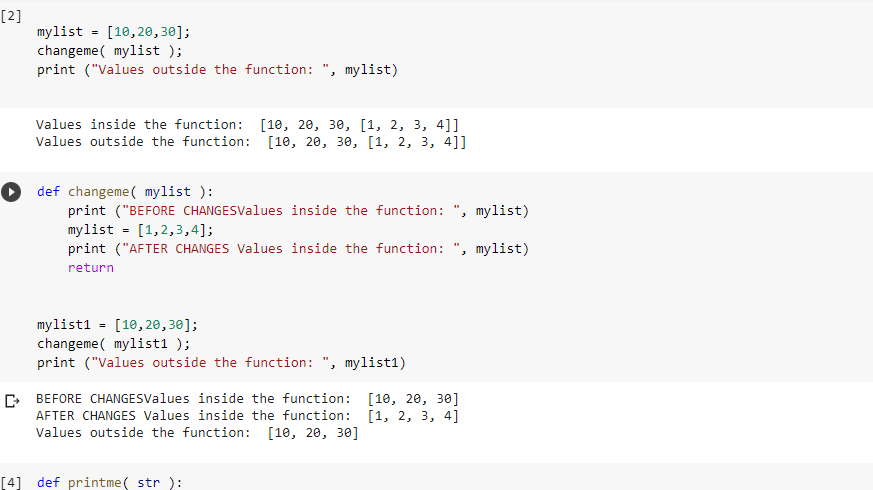 [2]
mylist = [10,20,30];
changeme( mylist );
print ("Values outside the function: ", mylist)
Values inside the function:  [10, 20, 30, [1, 2, 3, 4]]
Values outside the function:  [10, 20, 30, [1, 2, 3, 4]]
def changeme( mylist ):
    print ("BEFORE CHANGESValues inside the function: ", mylist)
    mylist = [1,2,3,4];
    print ("AFTER CHANGES Values inside the function: ", mylist)
    return
mylist1 = [10,20,30];
changeme( mylist1 );
print ("Values outside the function: ", mylist1)
BEFORE CHANGESValues inside the function:  [10, 20, 30]
AFTER CHANGES Values inside the function:  [1, 2, 3, 4]
Values outside the function:  [10, 20, 30]
[4] def printme( str ):